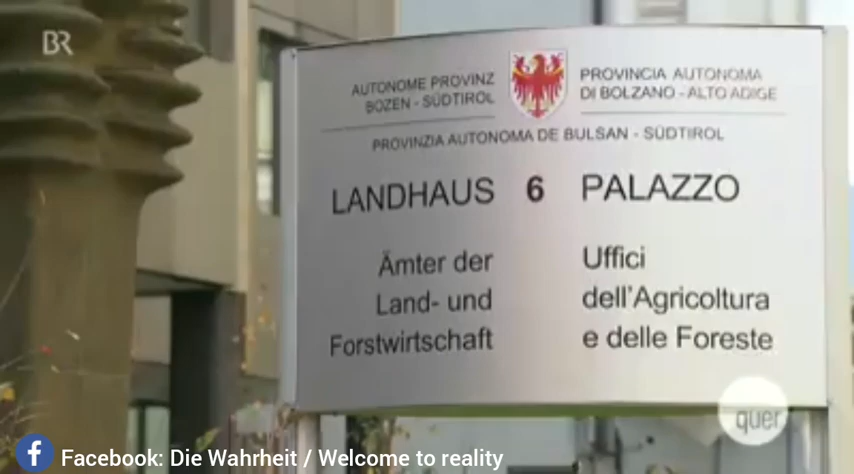 BR
AUTONOME PROVINZ
BOZEN - SÜDTIROL
PROVINCIA AUTONOMA
DI BOLZANO - ALTO ADIGE
PROVINZIA AUTONOMA DE BULSAN - SÜDTIROL
LANDHAUS 6 PALAZZO
Ämter der
Land- und
Forstwirtschaft
Uffici
dell'Agricoltura
e delle Foreste
quer
Facebook: Die Wahrheit / Welcome to reality